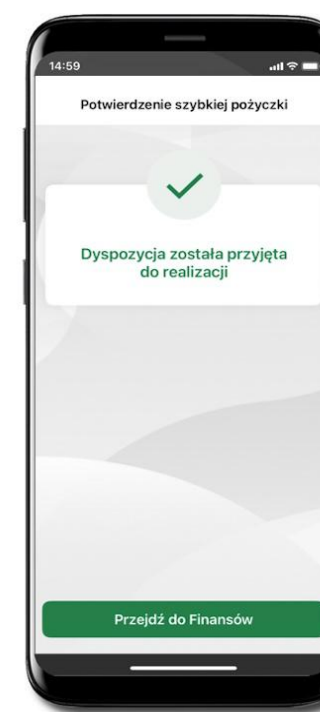 14:59
Potwierdzenie szybkiej pożyczki
Dyspozycja została przyjęta
do realizacji
Przejdź do Finansów